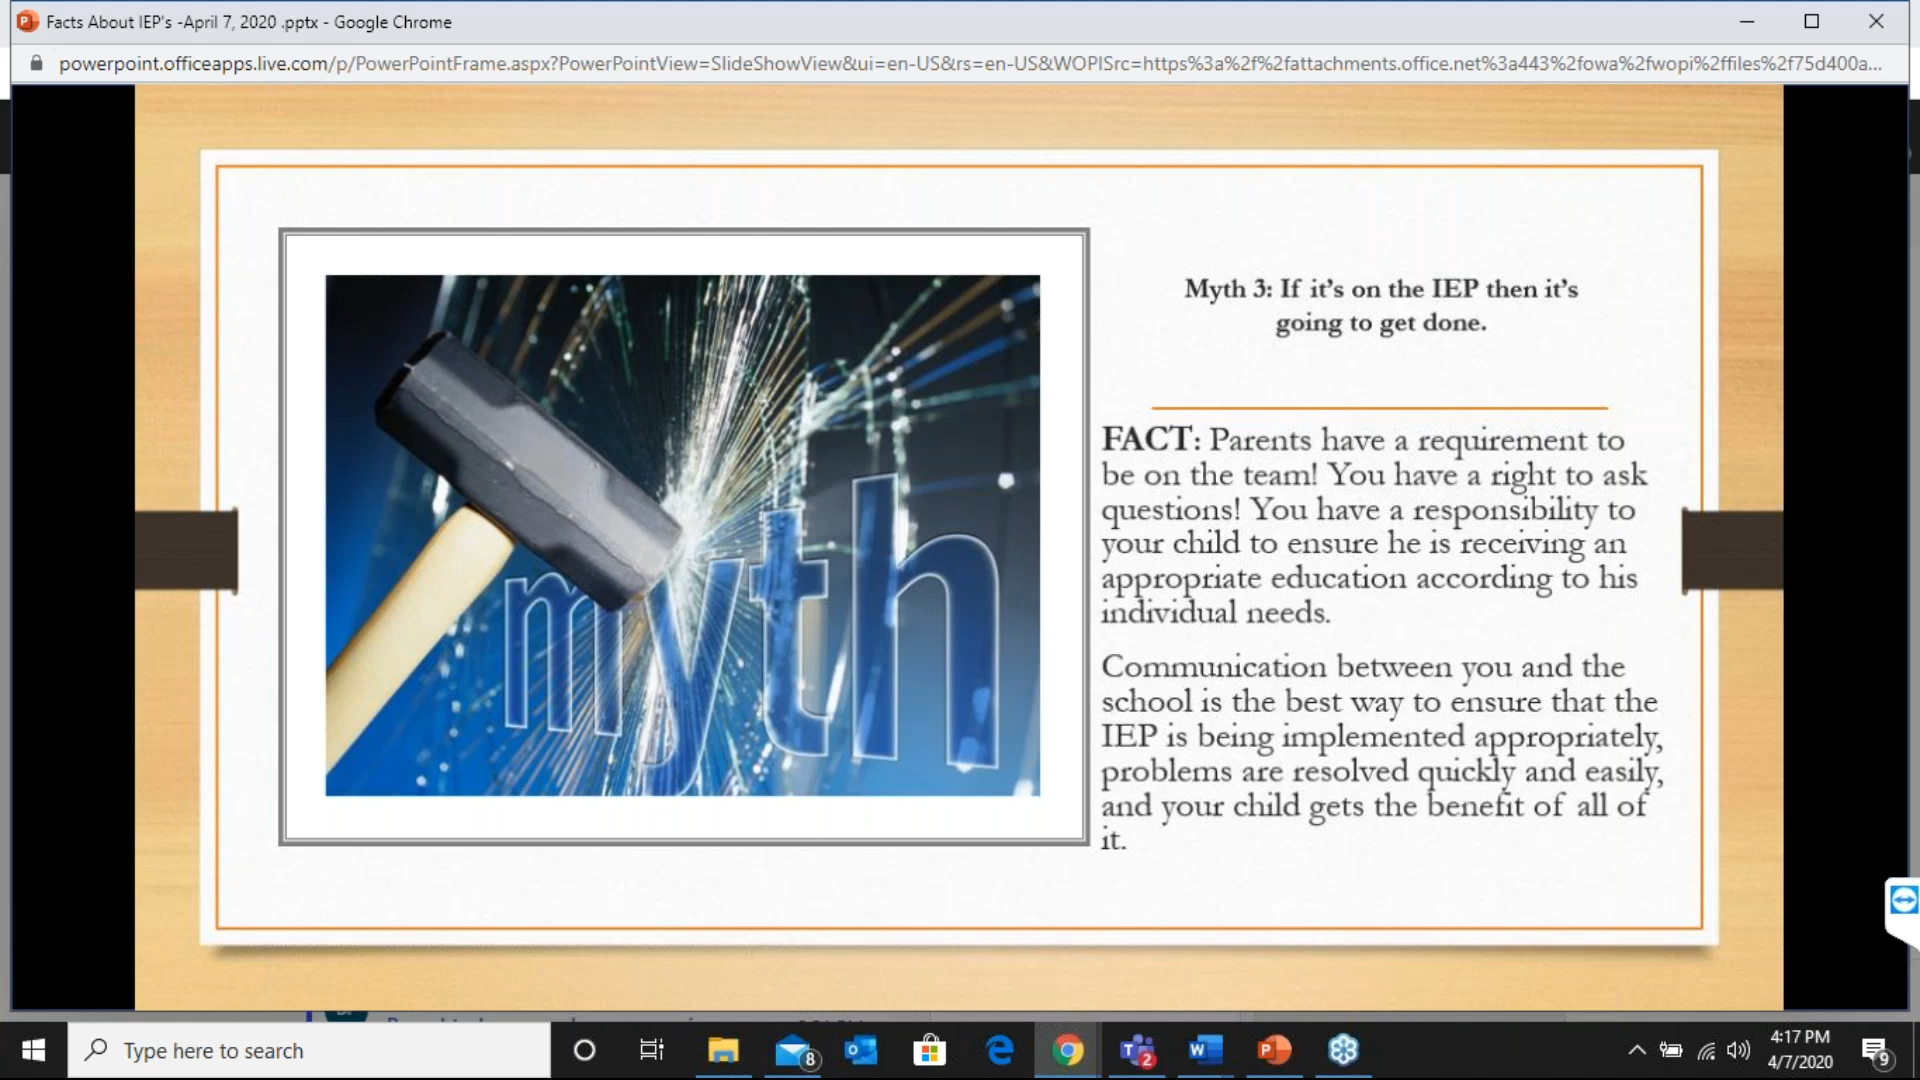 Facts About IEP's -April 7, 2020 .pptx - Google Chrome
powerpoint.officeapps.live.com/p/PowerPointFrame.aspx?PowerPointView=SlideShowView&ui=en-US&rs=en-US&WOPISrc=https%3a%2f%2fattachments.office.net%3a443%2fowa%2fwopi%2ffiles%2f75d400a...
myth
Myth 3: If it's on the IEP then it's
going to get done.
FACT: Parents have a requirement to
be on the team! You have a right to ask
questions! You have a responsibility to
your child to ensure he is receiving an
appropriate education according to his
individual needs.
Communication between you and the
school is the best way to ensure that the
IEP is being implemented appropriately,
problems are resolved quickly and easily,
and your child gets the benefit of all of
it.
Type here to search
8
2
4:17 PM
4/7/2020
9